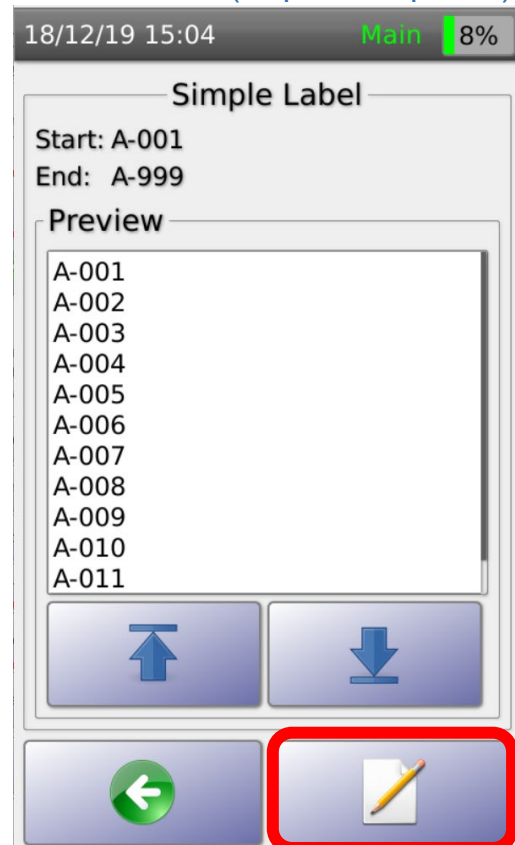 18/12/19 15:04 Main 8%
Simple Label
Start: A-001
End: A-999
Preview
A-001
A-002
A-003
A-004
A-005
A-006
A-007
A-008
A-009
A-010
A-011